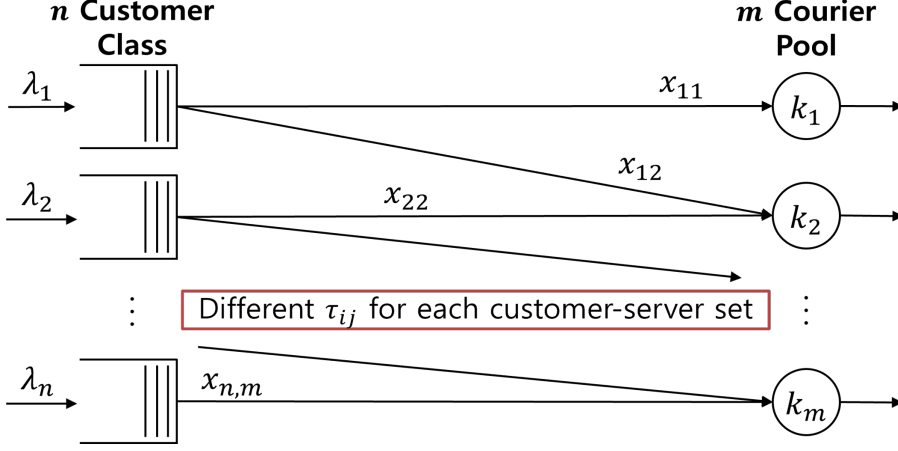 n Customer Class
m Courier Pool
λ₁
x₁₁
k₁
x₁₂
λ₂
x₂₂
k₂
⋮
Different τᵢⱼ for each customer-server set
⋮
λₙ
xₙ,ₘ
kₘ